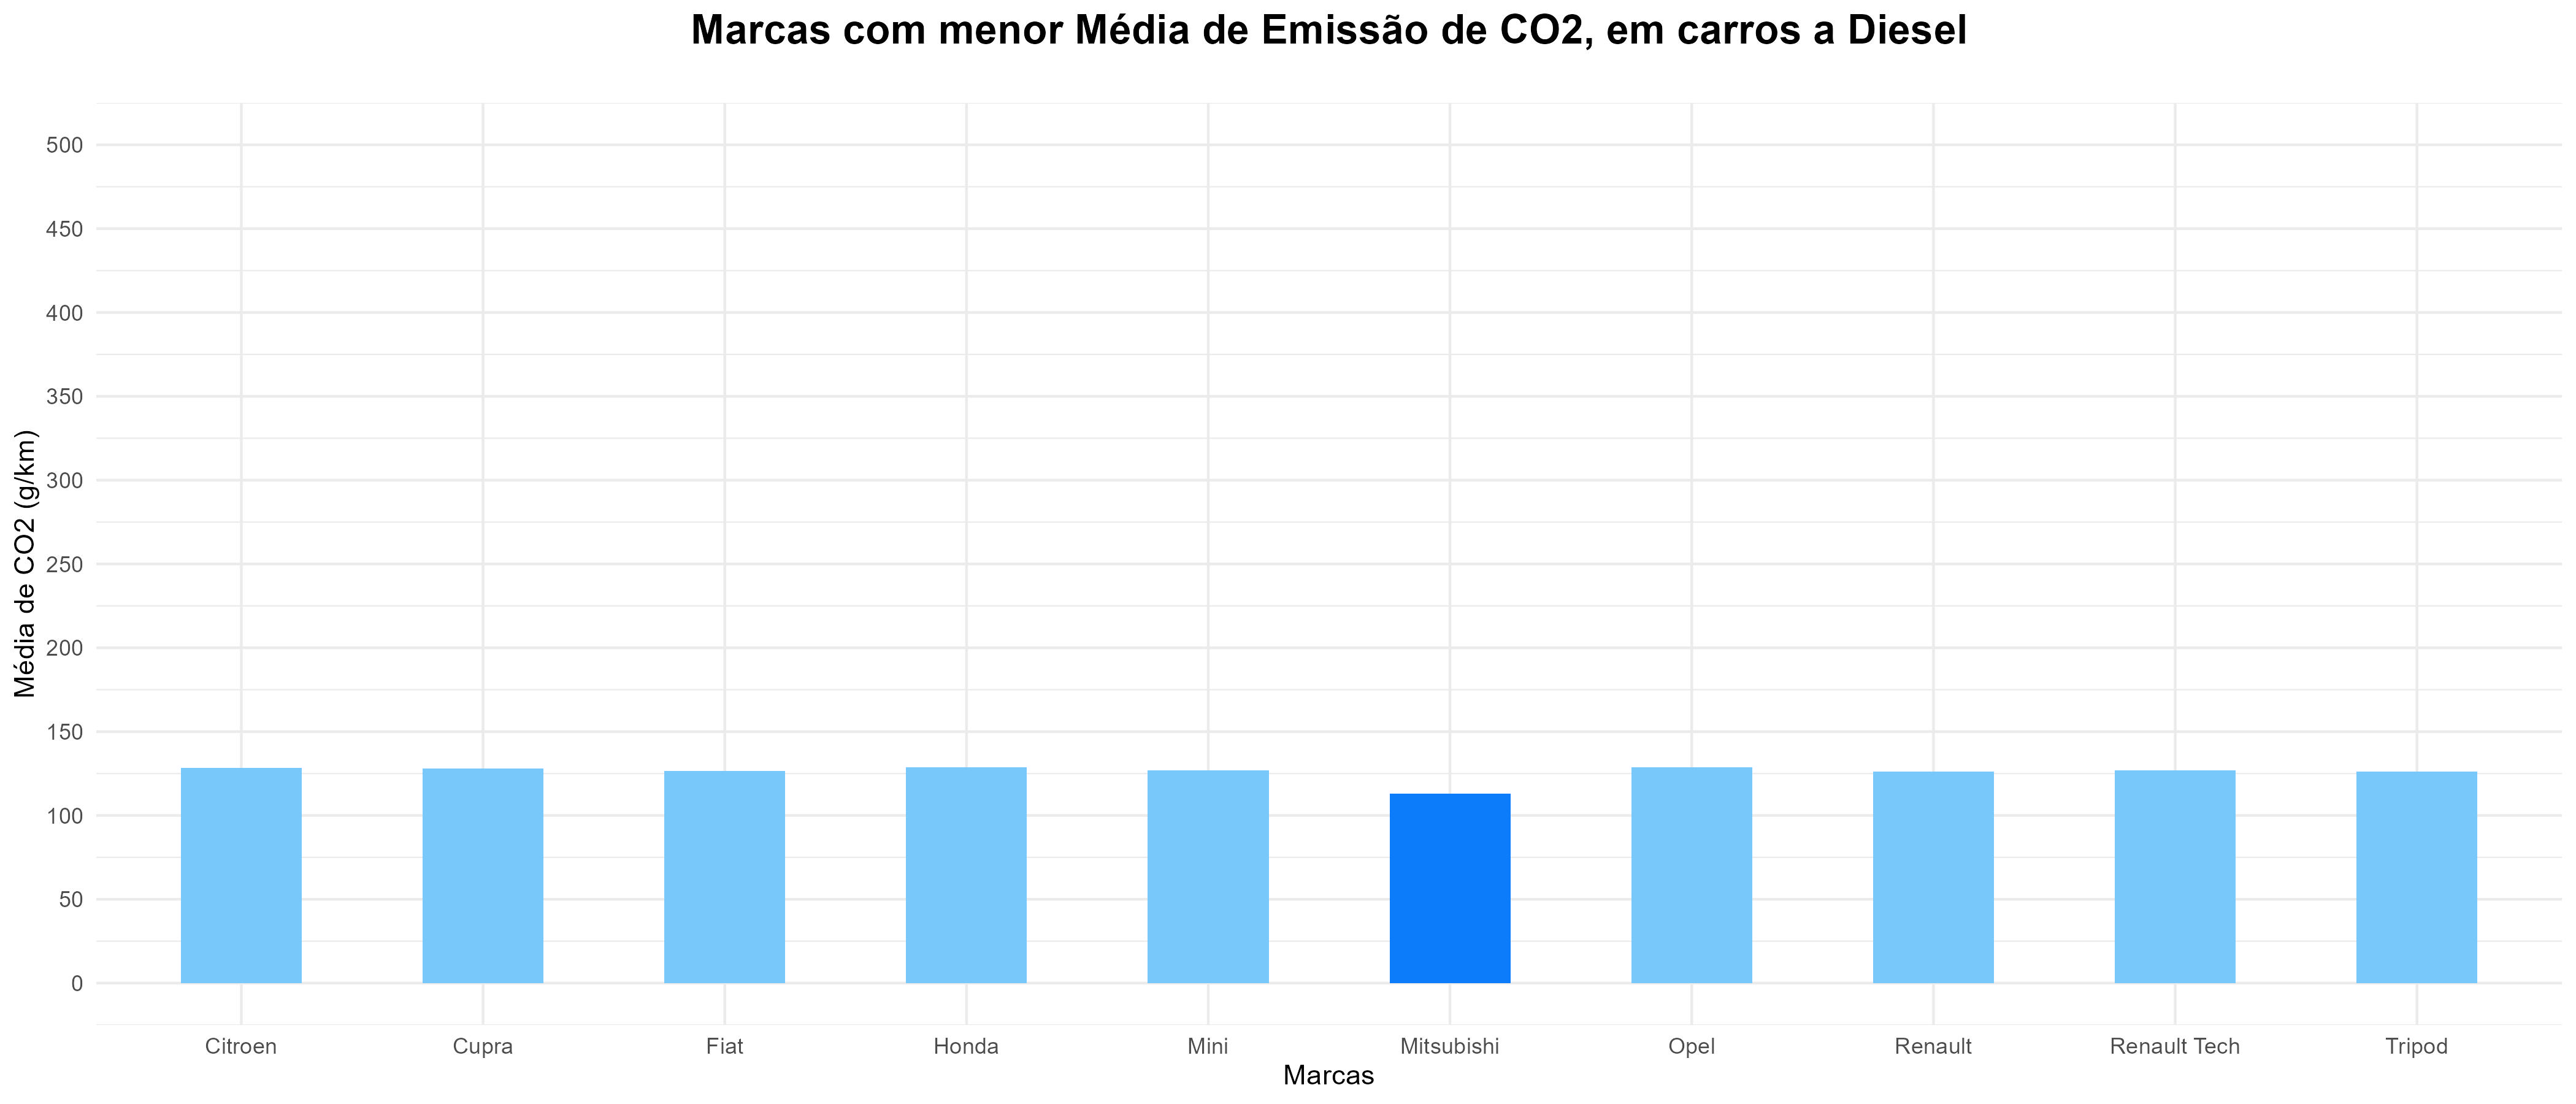 Marcas com menor Média de Emissão de CO2, em carros a Diesel
Média de CO2 (g/km)
500
450
400
350
300
250
200
150
100
50
0
Citroen
Cupra
Fiat
Honda
Mini
Mitsubishi
Opel
Renault
Renault Tech
Tripod
Marcas